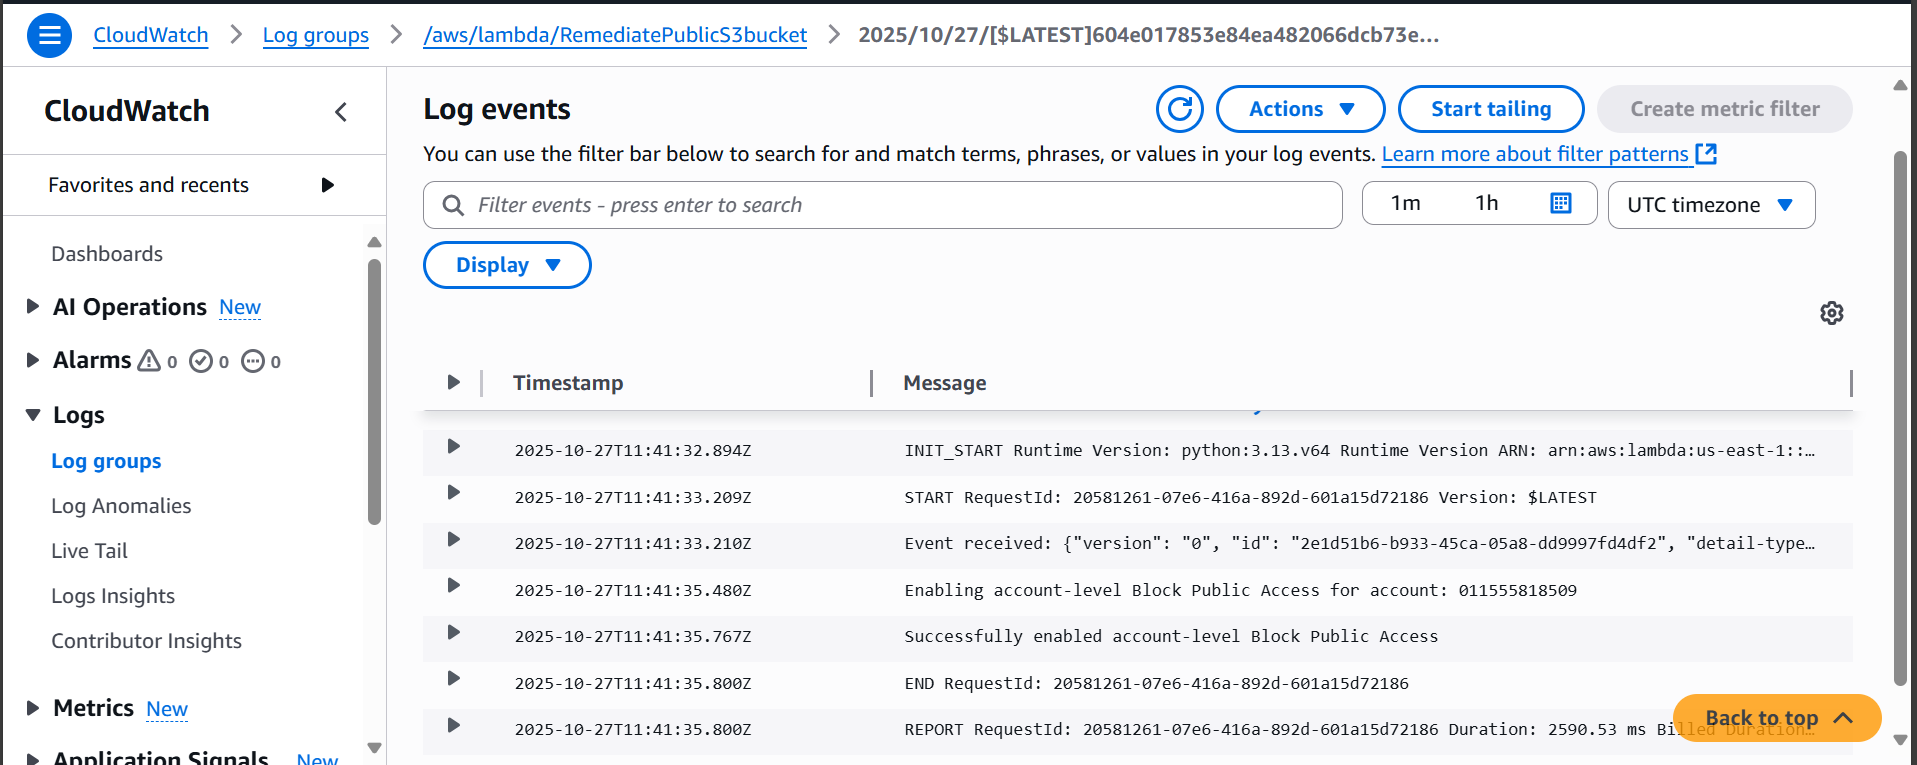 CloudWatch > Log groups > /aws/lambda/RemediatePublicS3bucket > 2025/10/27/[$LATEST]604e017853e84ea482066dcb73e...
CloudWatch
Favorites and recents
Dashboards
AI Operations New
Alarms 0 0 0
Logs
Log groups
Log Anomalies
Live Tail
Logs Insights
Contributor Insights
Metrics New
Application Signals New
Log events
Actions
Start tailing
Create metric filter
You can use the filter bar below to search for and match terms, phrases, or values in your log events. Learn more about filter patterns
Filter events - press enter to search
1m 1h
UTC timezone
Display
Timestamp Message
2025-10-27T11:41:32.894Z INIT_START Runtime Version: python:3.13.v64 Runtime Version ARN: arn:aws:lambda:us-east-1::...
2025-10-27T11:41:33.209Z START RequestId: 20581261-07e6-416a-892d-601a15d72186 Version: $LATEST
2025-10-27T11:41:33.210Z Event received: {"version": "0", "id": "2e1d51b6-b933-45ca-05a8-dd9997fd4df2", "detail-type...
2025-10-27T11:41:35.480Z Enabling account-level Block Public Access for account: 011555818509
2025-10-27T11:41:35.767Z Successfully enabled account-level Block Public Access
2025-10-27T11:41:35.800Z END RequestId: 20581261-07e6-416a-892d-601a15d72186
2025-10-27T11:41:35.800Z REPORT RequestId: 20581261-07e6-416a-892d-601a15d72186 Duration: 2590.53 ms Billed Duration...
Back to top